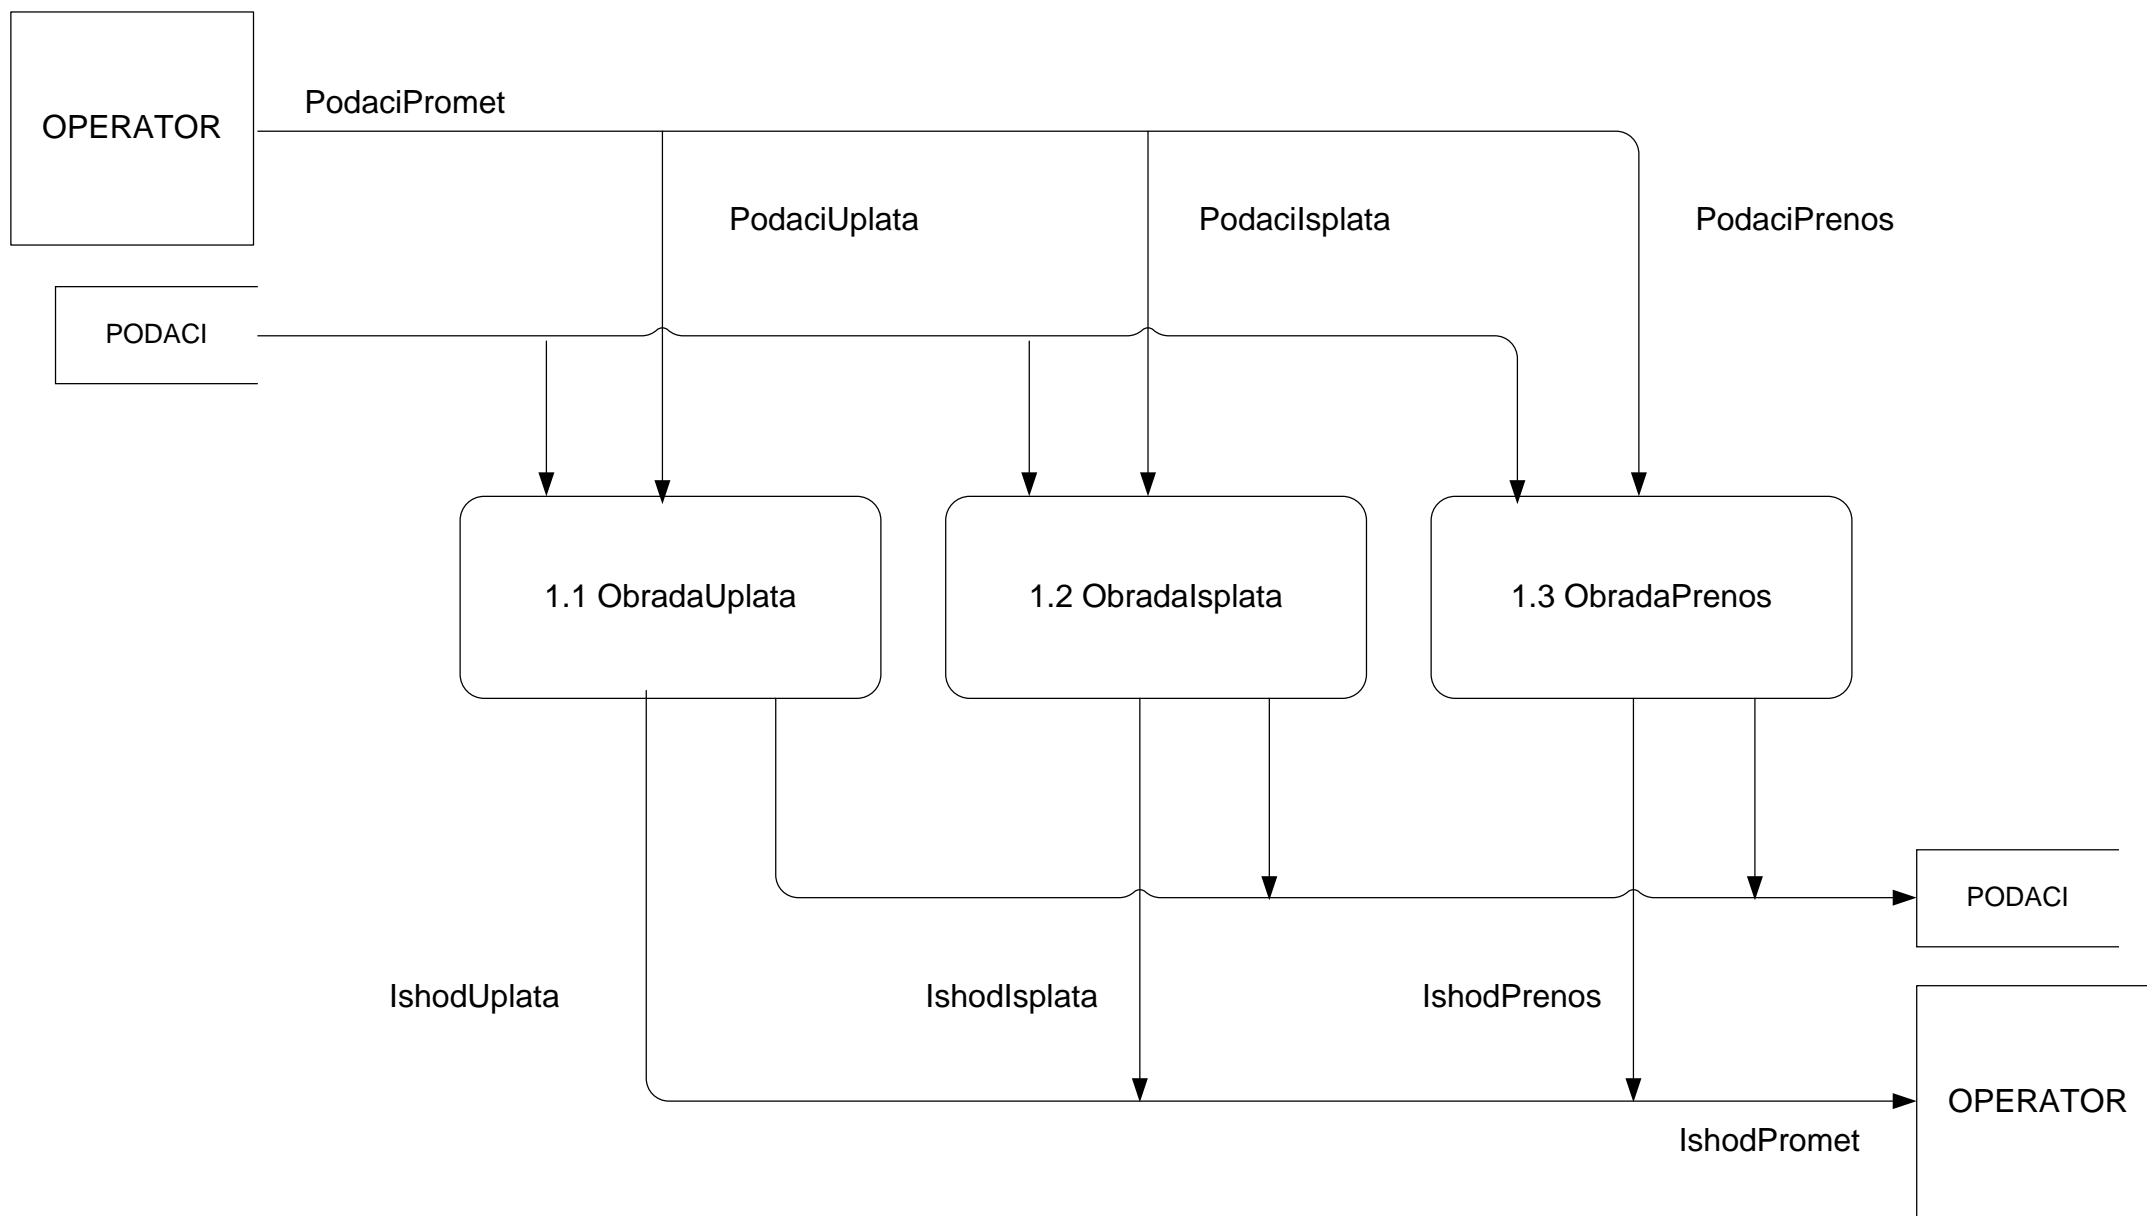 PodaciPromet
OPERATOR
PodaciUplata
PodaciIsplata
PodaciPrenos
PODACI
1.1 ObradaUplata
1.2 ObradaIsplata
1.3 ObradaPrenos
PODACI
IshodUplata
IshodIsplata
IshodPrenos
OPERATOR
IshodPromet